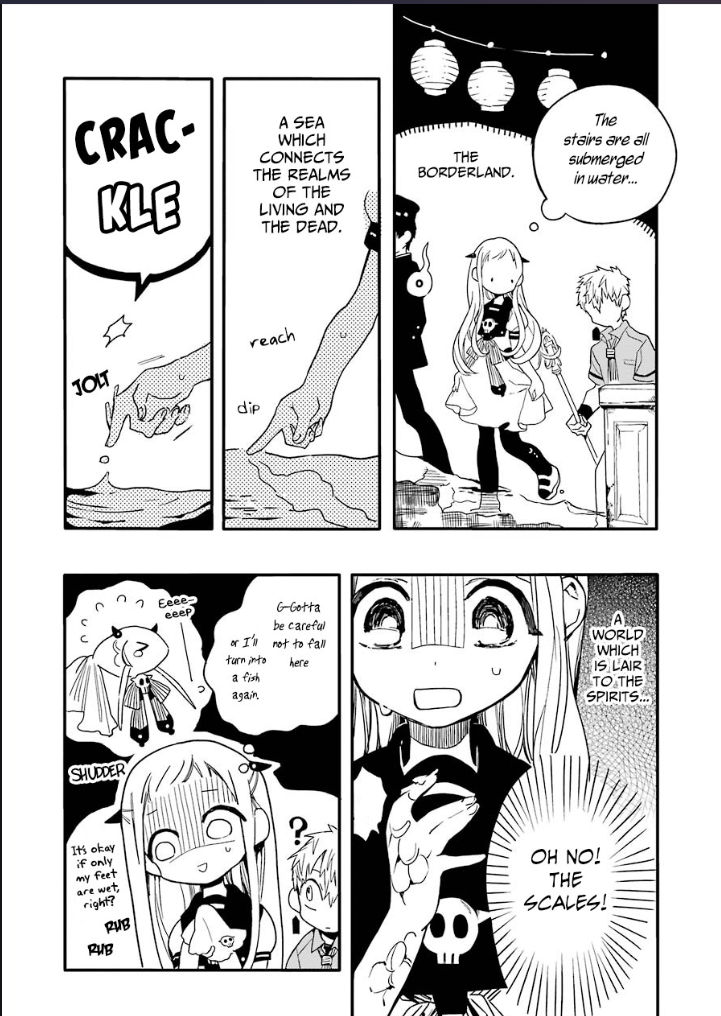 The
stairs are all
submerged
in water...
THE
BORDERLAND.
A SEA
WHICH
CONNECTS
THE REALMS
OF THE
LIVING AND
THE DEAD.
reach
dip
CRAC-
KLE
JOLT
A
WORLD
WHICH
IS LAIR
TO THE
SPIRITS...
OH NO!
THE
SCALES!
G-Gotta
be careful
not to fall
here
or I'll
turn into
a fish
again.
Eeee-
eeep
SHUDDER
?
It's okay
if only
my feet
are wet,
right?
RUB
RUB